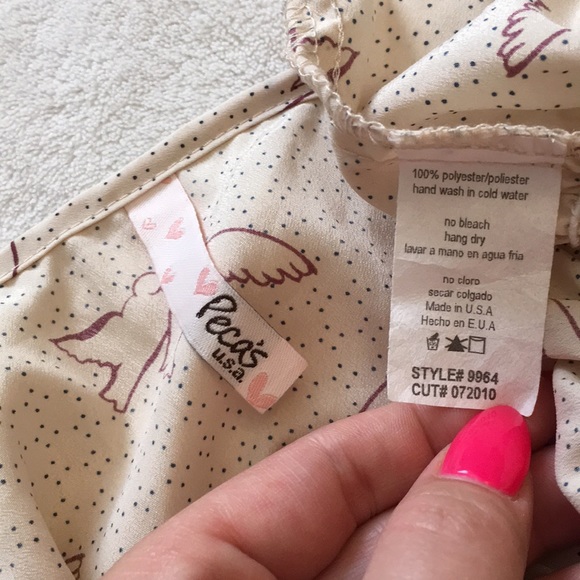 Peca's
u.s.a.
100% polyester/poliester
hand wash in cold water
no bleach
hang dry
lavar a mano en agua fria
no cloro
secar colgado
Made in U.S.A
Hecho en E.U.A
STYLE# 9964
CUT# 072010